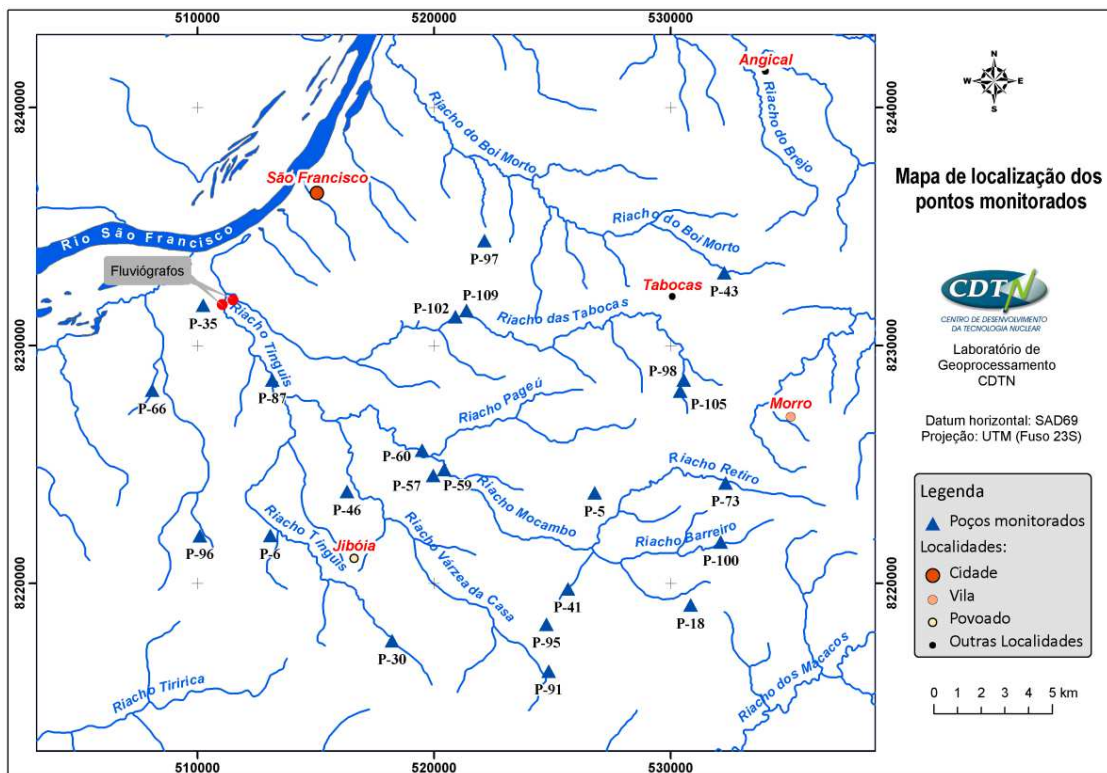 510000 520000 530000
8240000
8230000
8220000
8240000
8230000
8220000
510000 520000 530000
Angical
Riacho do Brejo
Riacho do Boi Morto
São Francisco
Rio São Francisco
Riacho do Boi Morto
Fluviógrafos
P-97
P-43
Tabocas
P-35
P-102
P-109
Riacho das Tabocas
Riacho Tinguis
P-87
P-66
P-98
P-105
Riacho Pageú
Morro
P-60
P-57
P-59
Riacho Retiro
P-73
P-46
Riacho Mocambo
P-5
P-96
P-6
Riacho Tinguis
Jibóia
Riacho Várzea da Casa
Riacho Barreiro
P-100
P-41
P-18
P-95
P-30
P-91
Riacho Tiririca
Riacho dos Macacos
N
W E
S
Mapa de localização dos
pontos monitorados
CDTN
CENTRO DE DESENVOLVIMENTO
DA TECNOLOGIA NUCLEAR
Laboratório de
Geoprocessamento
CDTN
Datum horizontal: SAD69
Projeção: UTM (Fuso 23S)
Legenda
Poços monitorados
Localidades:
Cidade
Vila
Povoado
Outras Localidades
0 1 2 3 4 5 km